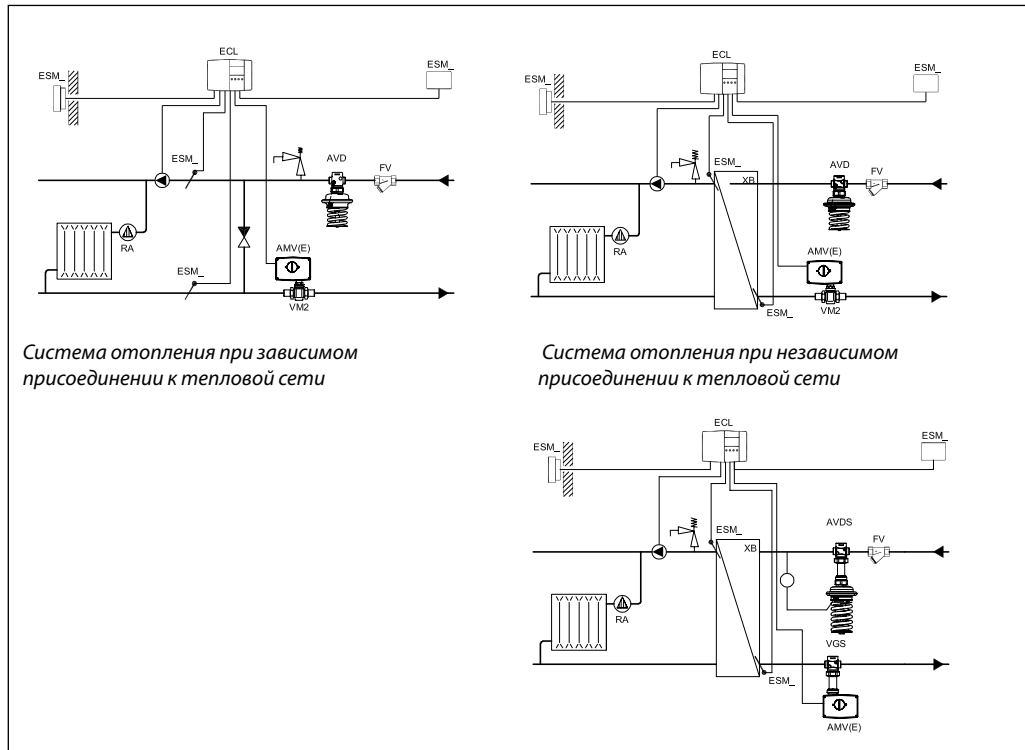 ECL
ESM_
ESM_
ESM_
AVD
FV
RA
AMV(E)
ESM_
VM2
Система отопления при зависимом
присоединении к тепловой сети
ECL
ESM_
ESM_
ESM_
AVD
FV
XB
RA
AMV(E)
ESM_
VM2
Система отопления при независимом
присоединении к тепловой сети
ECL
ESM_
ESM_
AVDS
ESM_
FV
XB
RA
VGS
ESM_
AMV(E)